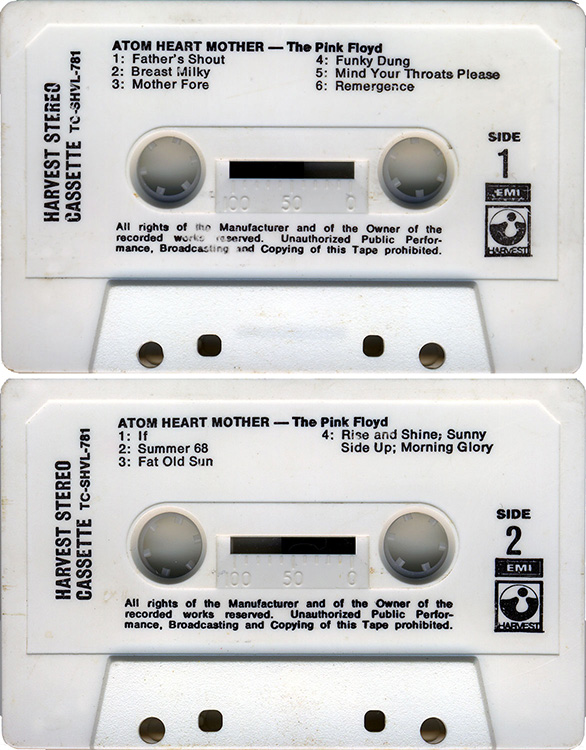 ATOM HEART MOTHER — The Pink Floyd
1: Father's Shout
2: Breast Milky
3: Mother Fore
4: Funky Dung
5: Mind Your Throats Please
6: Remergence
HARVEST STEREO
CASSETTE TC-SHVL-781
SIDE
1
EMI
HARVEST
100 50 0
All rights of the Manufacturer and of the Owner of the
recorded works reserved. Unauthorized Public Perfor-
mance, Broadcasting and Copying of this Tape prohibited.
ATOM HEART MOTHER — The Pink Floyd
1: If
2: Summer 68
3: Fat Old Sun
4: Rise and Shine; Sunny
Side Up; Morning Glory
HARVEST STEREO
CASSETTE TC-SHVL-781
SIDE
2
EMI
HARVEST
100 50 0
All rights of the Manufacturer and of the Owner of the
recorded works reserved. Unauthorized Public Perfor-
mance, Broadcasting and Copying of this Tape prohibited.